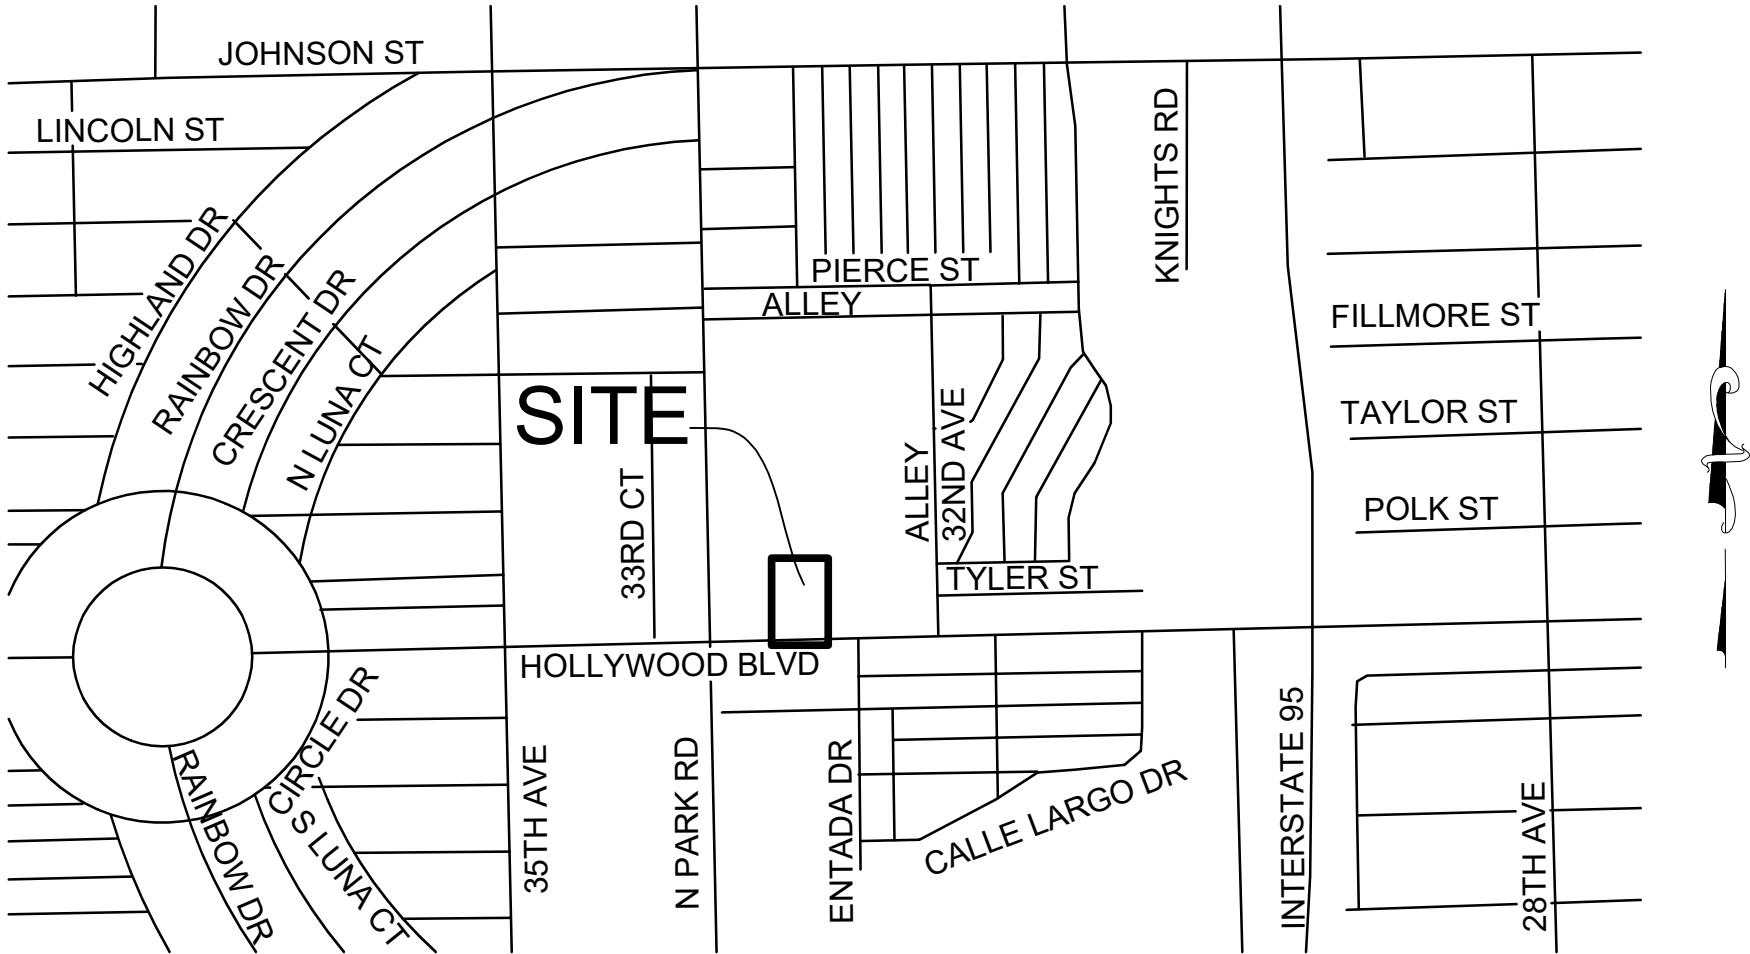 JOHNSON ST
LINCOLN ST
KNIGHTS RD
HIGHLAND DR
RAINBOW DR
CRESCENT DR
N LUNA CT
PIERCE ST
ALLEY
FILLMORE ST
SITE
TAYLOR ST
33RD CT
ALLEY
32ND AVE
POLK ST
TYLER ST
HOLLYWOOD BLVD
CIRCLE DR
RAINBOW DR
S LUNA CT
35TH AVE
N PARK RD
ENTADA DR
CALLE LARGO DR
INTERSTATE 95
28TH AVE